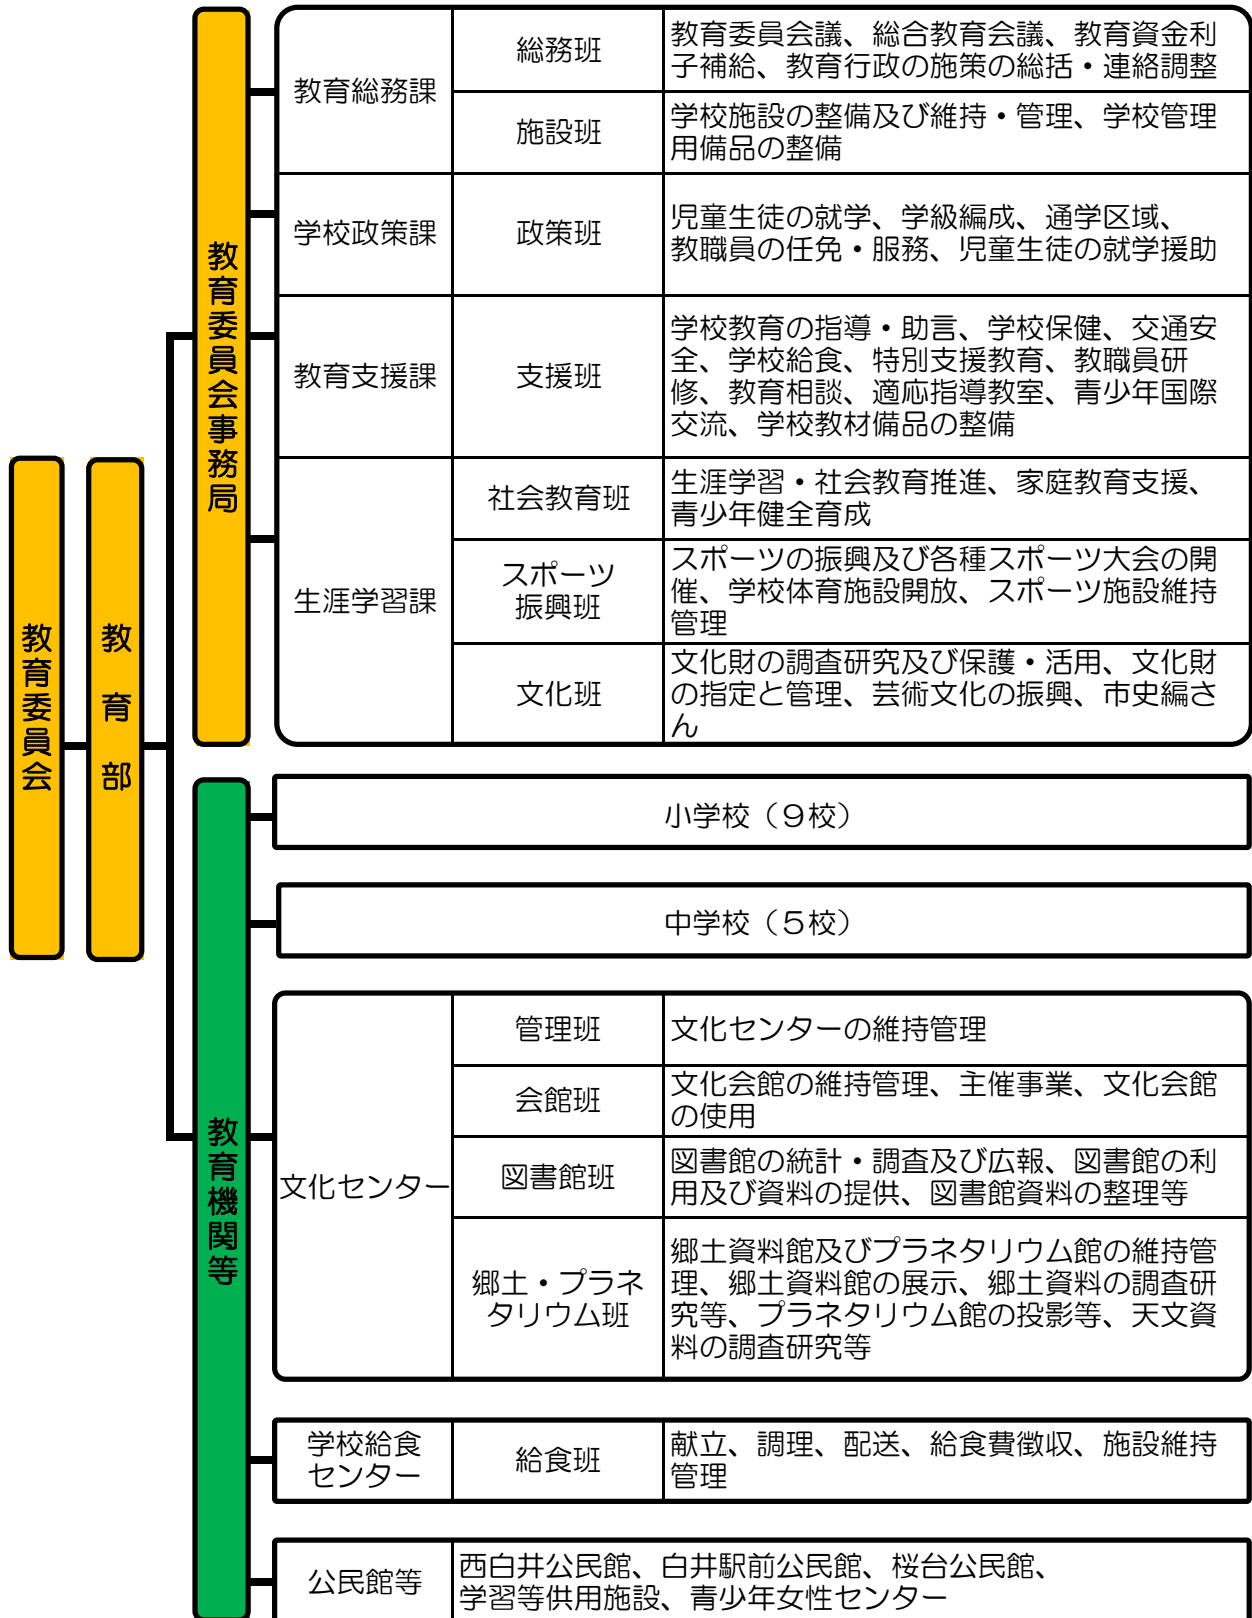 教育委員会
教育部
教育委員会事務局
教育総務課
総務班
教育委員会議、総合教育会議、教育資金利
子補給、教育行政の施策の総括・連絡調整
施設班
学校施設の整備及び維持・管理、学校管理
用備品の整備
学校政策課
政策班
児童生徒の就学、学級編成、通学区域、
教職員の任免・服務、児童生徒の就学援助
教育支援課
支援班
学校教育の指導・助言、学校保健、交通安
全、学校給食、特別支援教育、教職員研
修、教育相談、適応指導教室、青少年国際
交流、学校教材備品の整備
生涯学習課
社会教育班
生涯学習・社会教育推進、家庭教育支援、
青少年健全育成
スポーツ
振興班
スポーツの振興及び各種スポーツ大会の開
催、学校体育施設開放、スポーツ施設維持
管理
文化班
文化財の調査研究及び保護・活用、文化財
の指定と管理、芸術文化の振興、市史編さ
ん
教育機関等
小学校（９校）
中学校（５校）
文化センター
管理班
文化センターの維持管理
会館班
文化会館の維持管理、主催事業、文化会館
の使用
図書館班
図書館の統計・調査及び広報、図書館の利
用及び資料の提供、図書館資料の整理等
郷土・プラネ
タリウム班
郷土資料館及びプラネタリウム館の維持管
理、郷土資料館の展示、郷土資料の調査研
究等、プラネタリウム館の投影等、天文資
料の調査研究等
学校給食
センター
給食班
献立、調理、配送、給食費徴収、施設維持
管理
公民館等
西白井公民館、白井駅前公民館、桜台公民館、
学習等供用施設、青少年女性センター